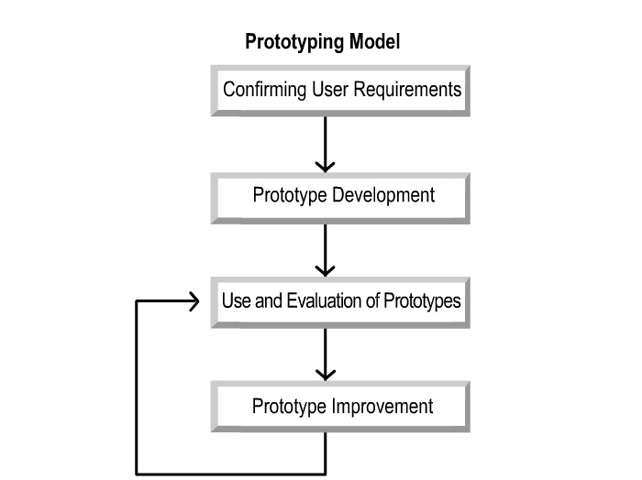 Prototyping Model
Confirming User Requirements
Prototype Development
Use and Evaluation of Prototypes
Prototype Improvement